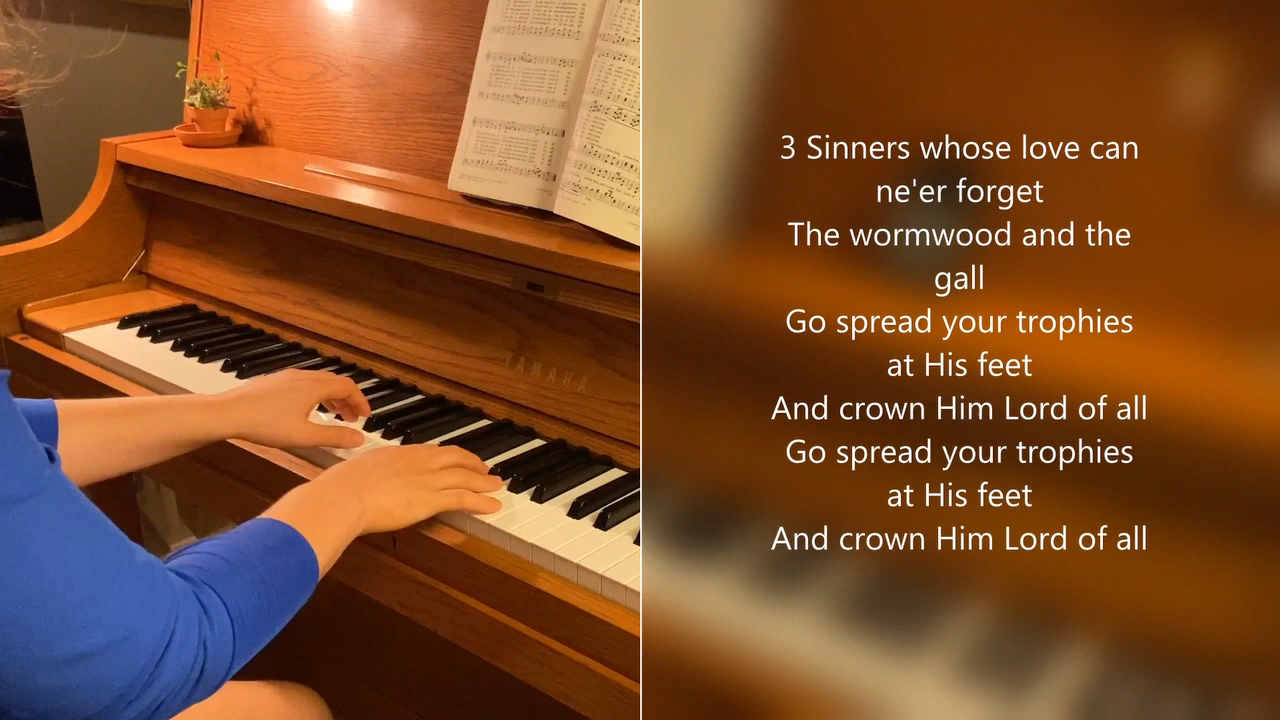 YAMAHA
3 Sinners whose love can
ne'er forget
The wormwood and the
gall
Go spread your trophies
at His feet
And crown Him Lord of all
Go spread your trophies
at His feet
And crown Him Lord of all